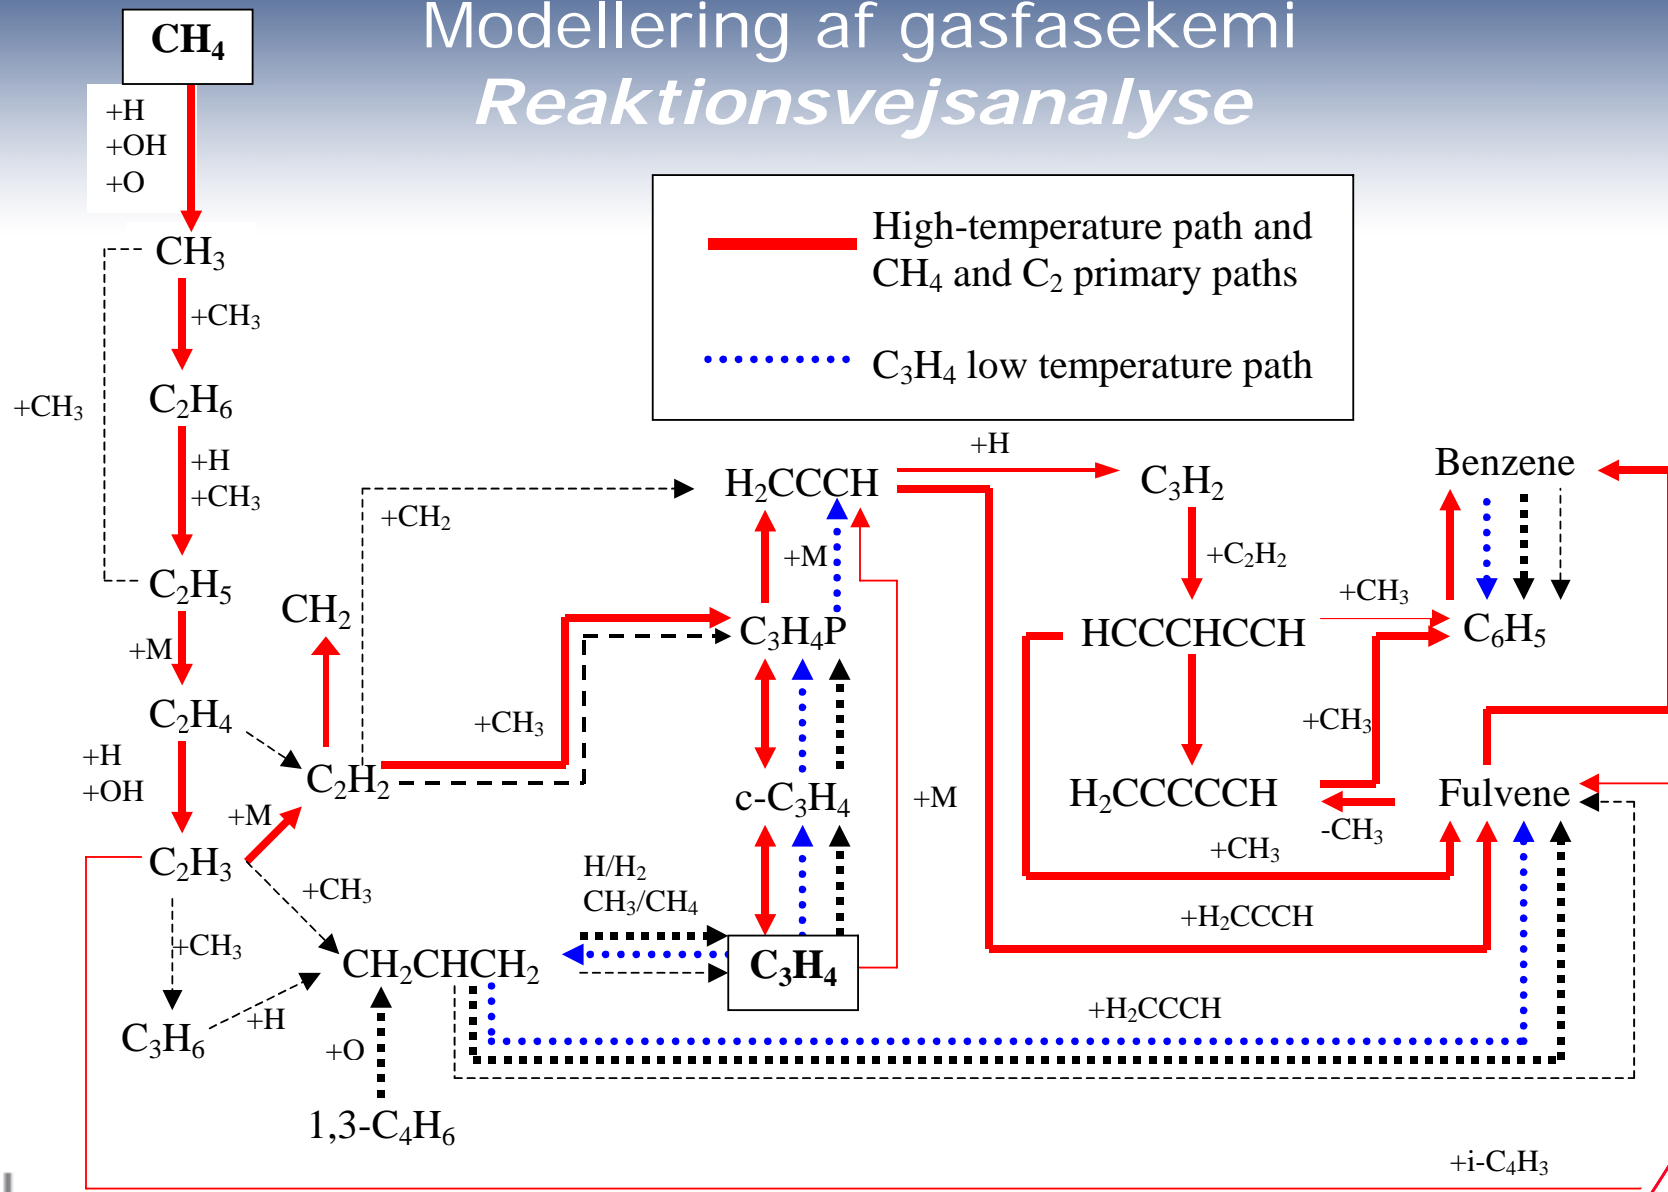 Modellering af gasfasekemi
Reaktionsvejsanalyse
CH₄
+H
+OH
+O
CH₃
+CH₃
+CH₃
C₂H₆
+H
+CH₃
C₂H₅
+M
C₂H₄
+H
+OH
C₂H₃
+M
CH₂
C₂H₂
+CH₃
+CH₃
C₃H₆
+H
CH₂CHCH₂
+O
1,3-C₄H₆
High-temperature path and
CH₄ and C₂ primary paths
C₃H₄ low temperature path
+CH₂
+CH₃
H₂CCCH
+M
C₃H₄P
c-C₃H₄
H/H₂
CH₃/CH₄
C₃H₄
+M
+H
C₃H₂
+C₂H₂
HCCCHCCH
+CH₃
H₂CCCCCH
+CH₃
Benzene
C₆H₅
Fulvene
-CH₃
+CH₃
+H₂CCCH
+H₂CCCH
+i-C₄H₃